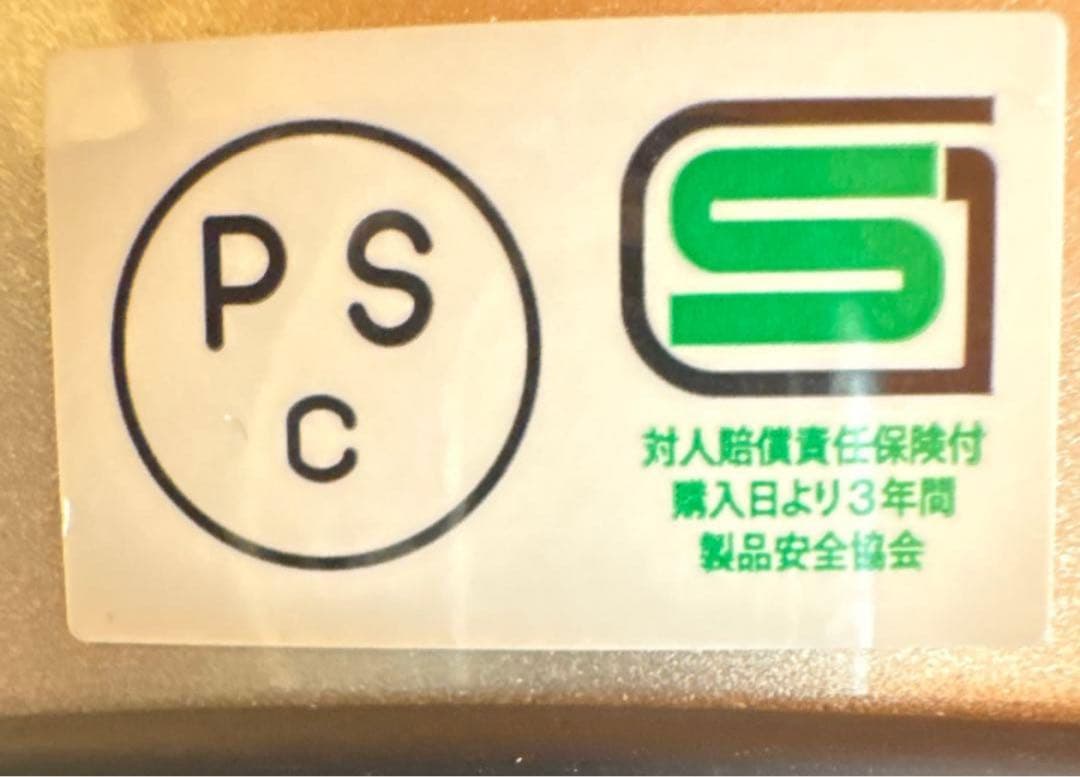 PS
C
SG
対人賠償責任保険付
購入日より3年間
製品安全協会